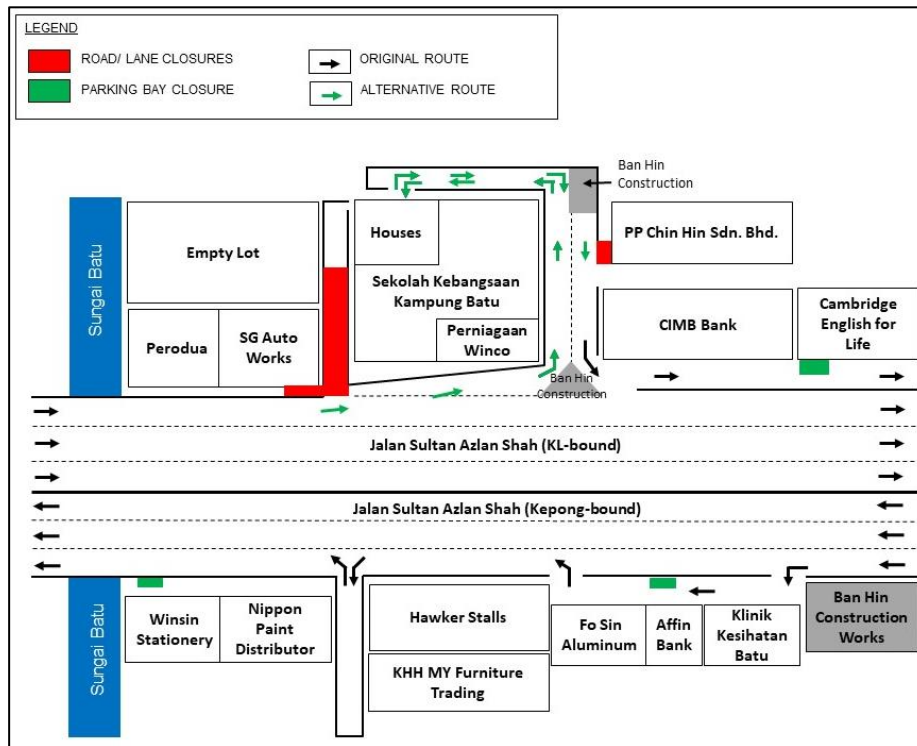 LEGEND
ROAD/ LANE CLOSURES
ORIGINAL ROUTE
PARKING BAY CLOSURE
ALTERNATIVE ROUTE
Ban Hin
Construction
Sungai Batu
Empty Lot
Houses
PP Chin Hin Sdn. Bhd.
Sekolah Kebangsaan
Kampung Batu
Perodua
SG Auto
Works
Perniagaan
Winco
CIMB Bank
Cambridge
English for
Life
Ban Hin
Construction
Jalan Sultan Azlan Shah (KL-bound)
Jalan Sultan Azlan Shah (Kepong-bound)
Sungai Batu
Winsin
Stationery
Nippon
Paint
Distributor
Hawker Stalls
KHH MY Furniture
Trading
Fo Sin
Aluminum
Affin
Bank
Klinik
Kesihatan
Batu
Ban Hin
Construction
Works